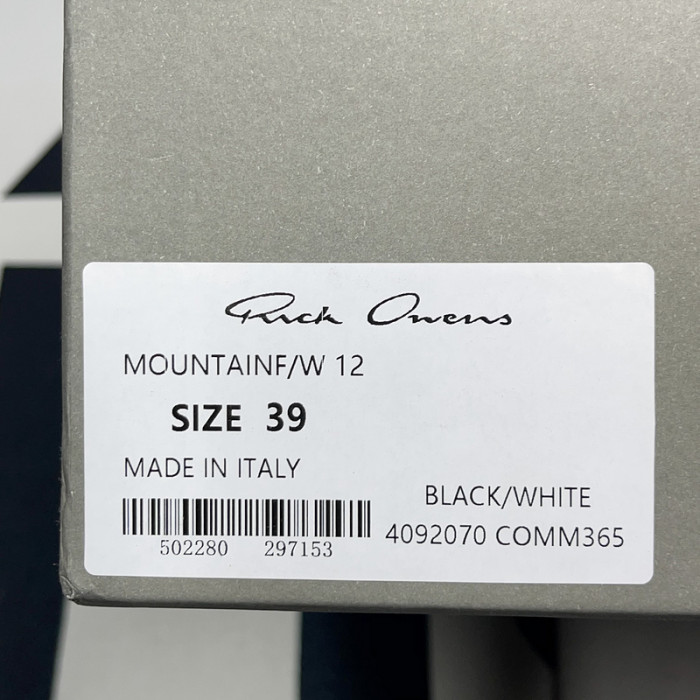 Rick Owens
MOUNTAINF/W 12
SIZE 39
MADE IN ITALY
BLACK/WHITE
502280 297153
4092070 COMM365